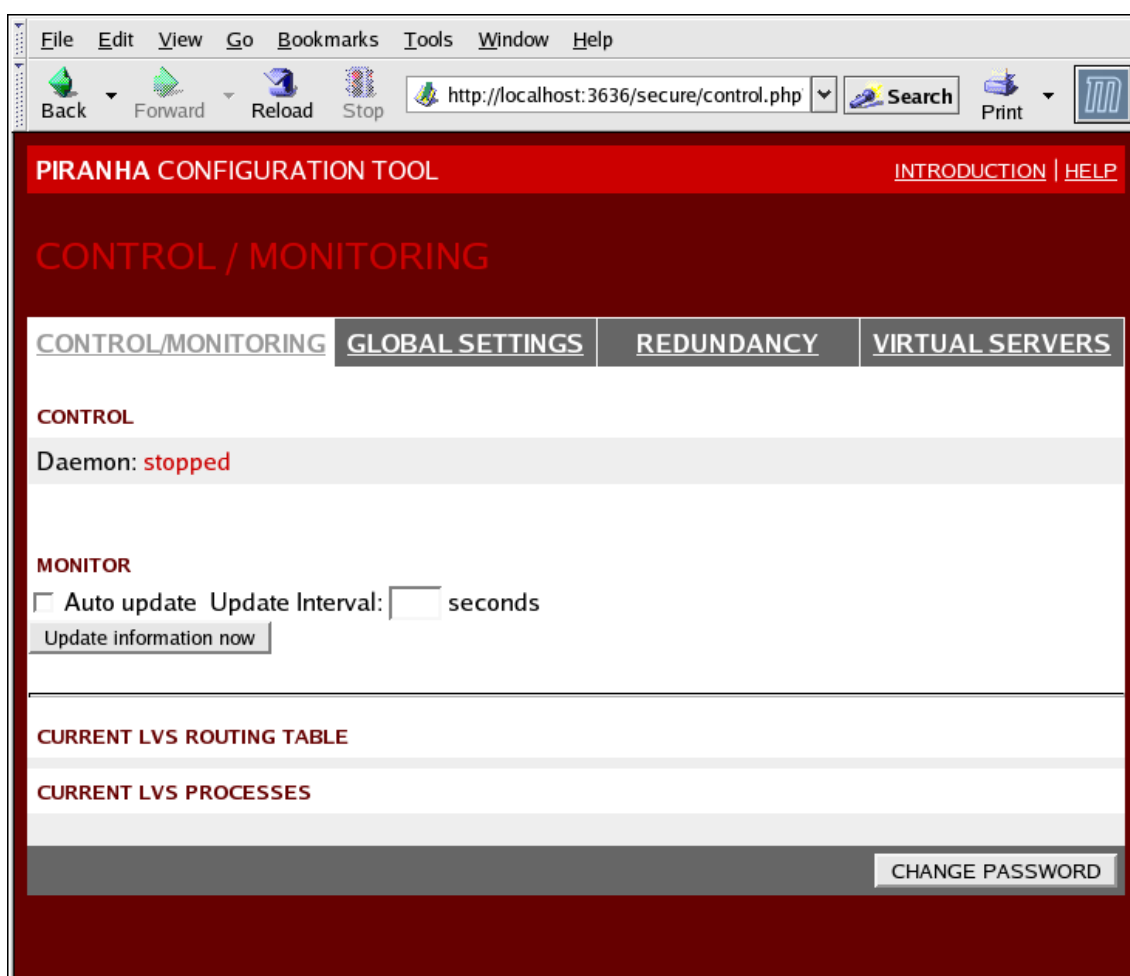 File Edit View Go Bookmarks Tools Window Help
Back Forward Reload Stop http://localhost:3636/secure/control.php Search Print
PIRANHA CONFIGURATION TOOL INTRODUCTION | HELP
CONTROL / MONITORING
CONTROL/MONITORING GLOBAL SETTINGS REDUNDANCY VIRTUAL SERVERS
CONTROL
Daemon: stopped
MONITOR
Auto update Update Interval: seconds
Update information now
CURRENT LVS ROUTING TABLE
CURRENT LVS PROCESSES
CHANGE PASSWORD